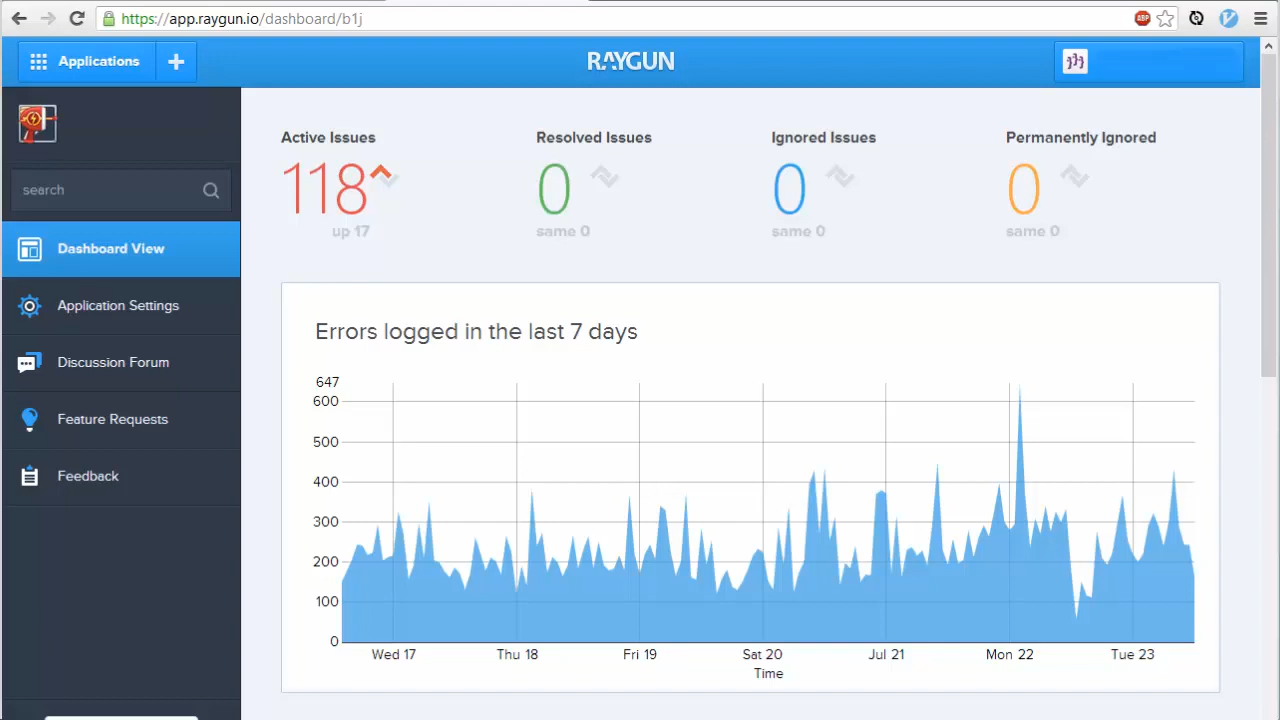 https://app.raygun.io/dashboard/b1j
ABP
Applications
RAYGUN
Active Issues
Resolved Issues
Ignored Issues
Permanently Ignored
118
0
0
0
up 17
same 0
same 0
same 0
search
Dashboard View
Application Settings
Discussion Forum
Feature Requests
Feedback
Errors logged in the last 7 days
647
600
500
400
300
200
100
0
Wed 17
Thu 18
Fri 19
Sat 20
Jul 21
Mon 22
Tue 23
Time